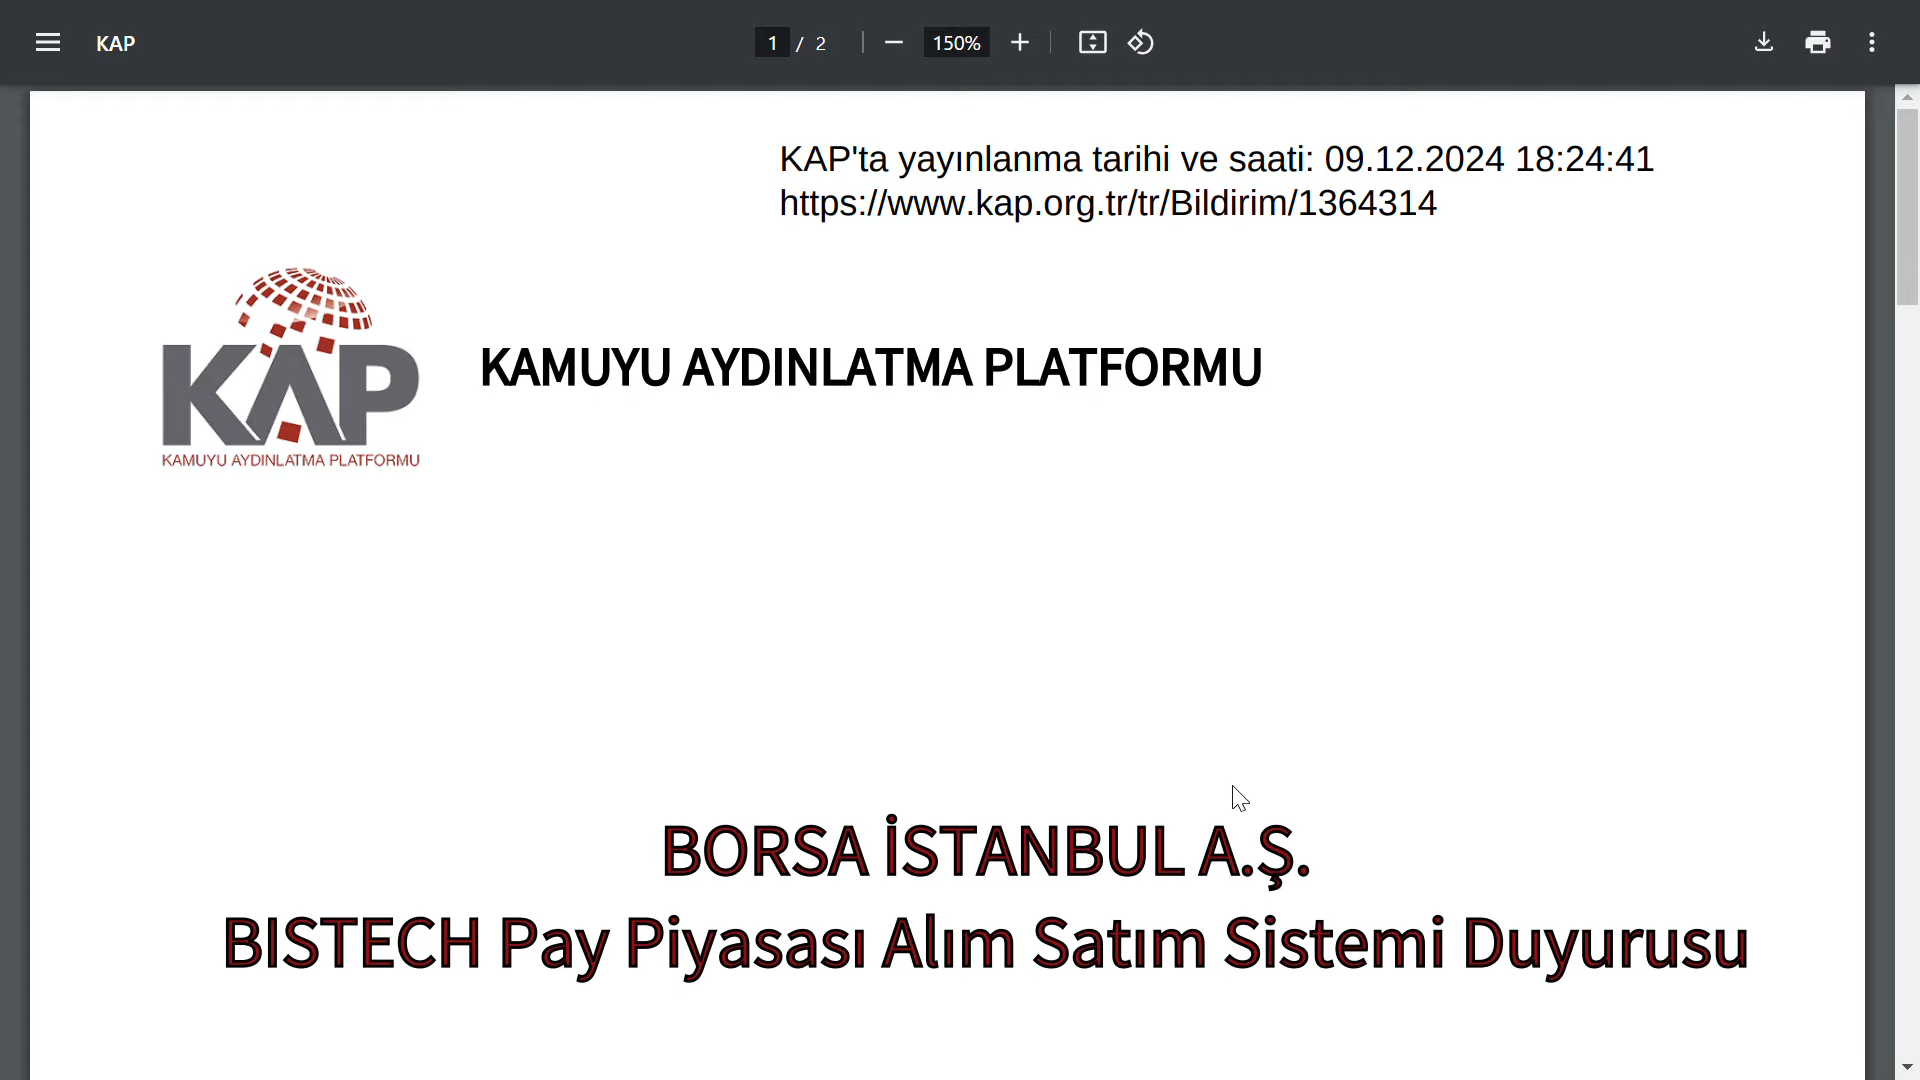 KAP
1 / 2
150%
KAP'ta yayınlanma tarihi ve saati: 09.12.2024 18:24:41
https://www.kap.org.tr/tr/Bildirim/1364314
KAP
KAMUYU AYDINLATMA PLATFORMU
KAMUYU AYDINLATMA PLATFORMU
BORSA İSTANBUL A.Ş.
BISTECH Pay Piyasası Alım Satım Sistemi Duyurusu